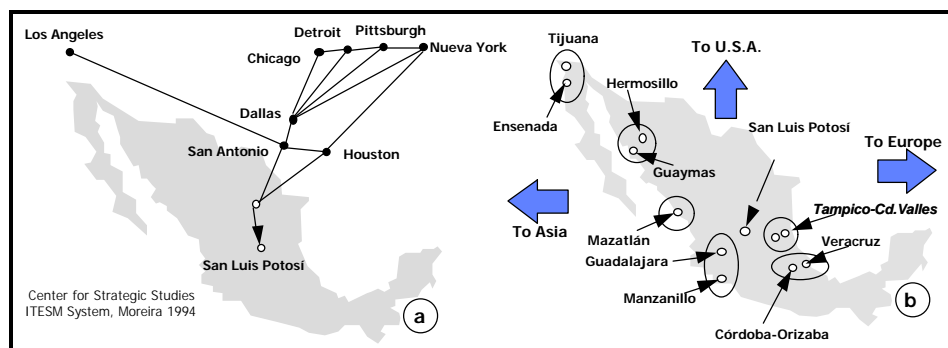 Los Angeles
Detroit
Pittsburgh
Chicago
Nueva York
Dallas
San Antonio
Houston
San Luis Potosí
Center for Strategic Studies
ITESM System, Moreira 1994
a
Tijuana
To U.S.A.
Hermosillo
Ensenada
San Luis Potosí
To Europe
Guaymas
To Asia
Tampico-Cd.Valles
Mazatlán
Veracruz
Guadalajara
Manzanillo
b
Córdoba-Orizaba